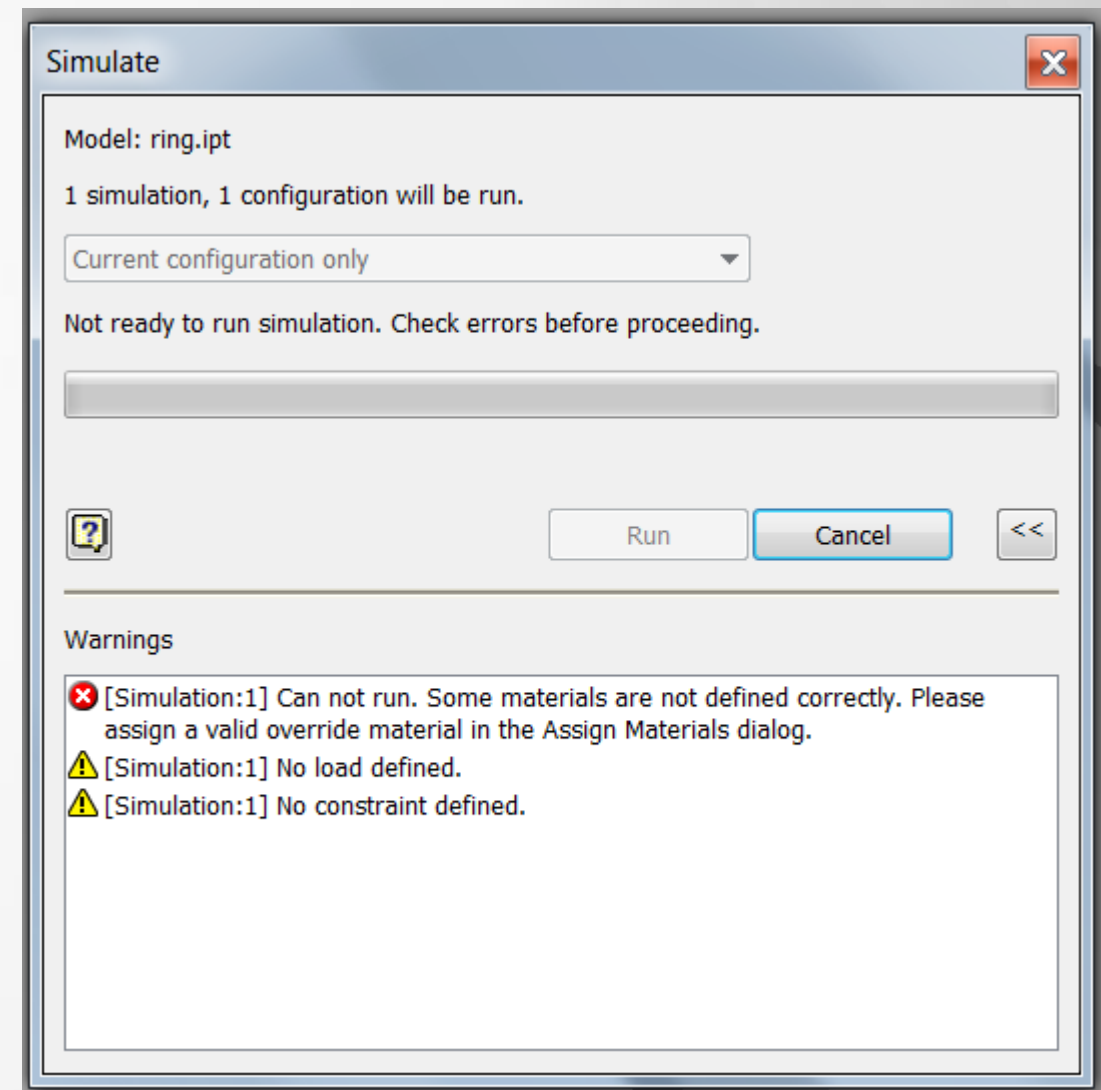 Simulate
Model: ring.ipt
1 simulation, 1 configuration will be run.
Current configuration only
Not ready to run simulation. Check errors before proceeding.
Run
Cancel
<<
Warnings
[Simulation:1] Can not run. Some materials are not defined correctly. Please
assign a valid override material in the Assign Materials dialog.
[Simulation:1] No load defined.
[Simulation:1] No constraint defined.